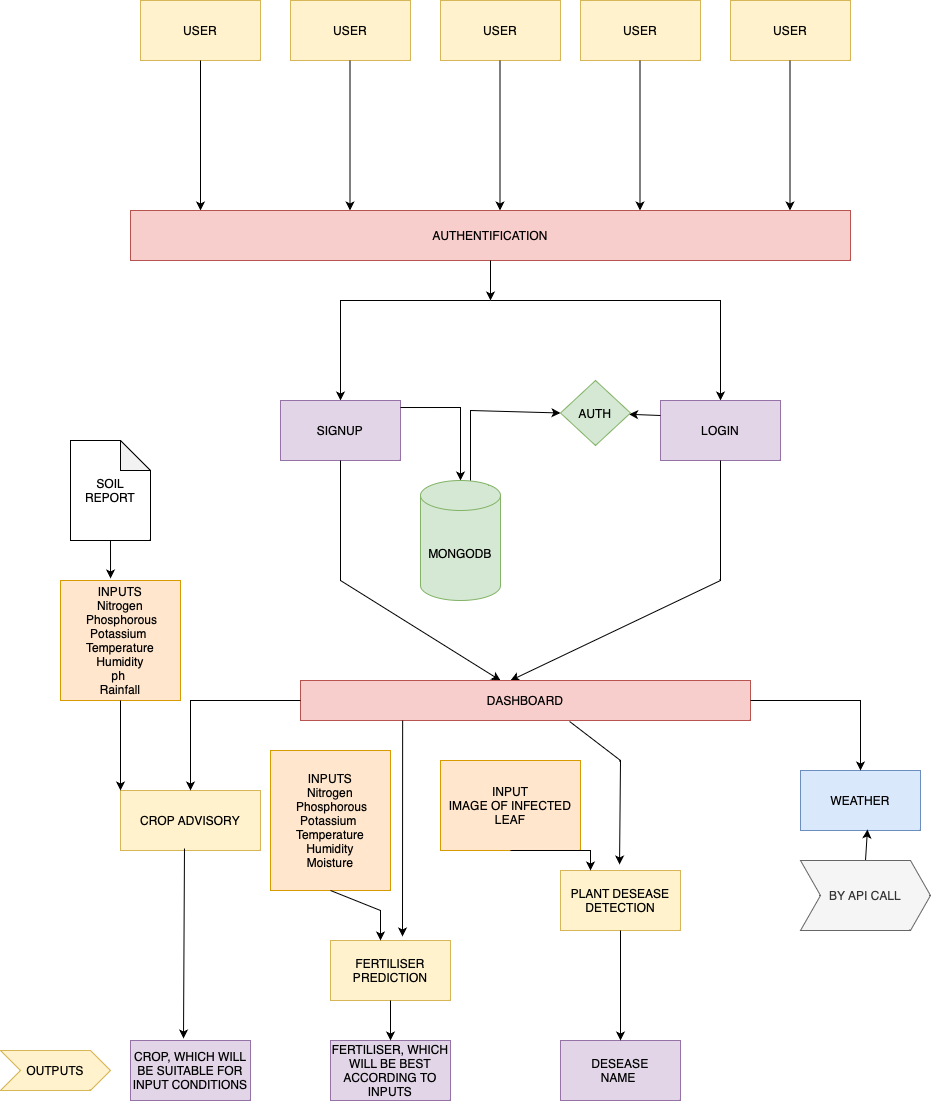 USER
USER
USER
USER
USER
AUTHENTIFICATION
SIGNUP
AUTH
LOGIN
SOIL
REPORT
MONGODB
INPUTS
Nitrogen
Phosphorous
Potassium
Temperature
Humidity
ph
Rainfall
DASHBOARD
INPUTS
Nitrogen
Phosphorous
Potassium
Temperature
Humidity
Moisture
INPUT
IMAGE OF INFECTED
LEAF
WEATHER
CROP ADVISORY
PLANT DESEASE
DETECTION
BY API CALL
FERTILISER
PREDICTION
OUTPUTS
CROP, WHICH WILL
BE SUITABLE FOR
INPUT CONDITIONS
FERTILISER, WHICH
WILL BE BEST
ACCORDING TO
INPUTS
DESEASE
NAME